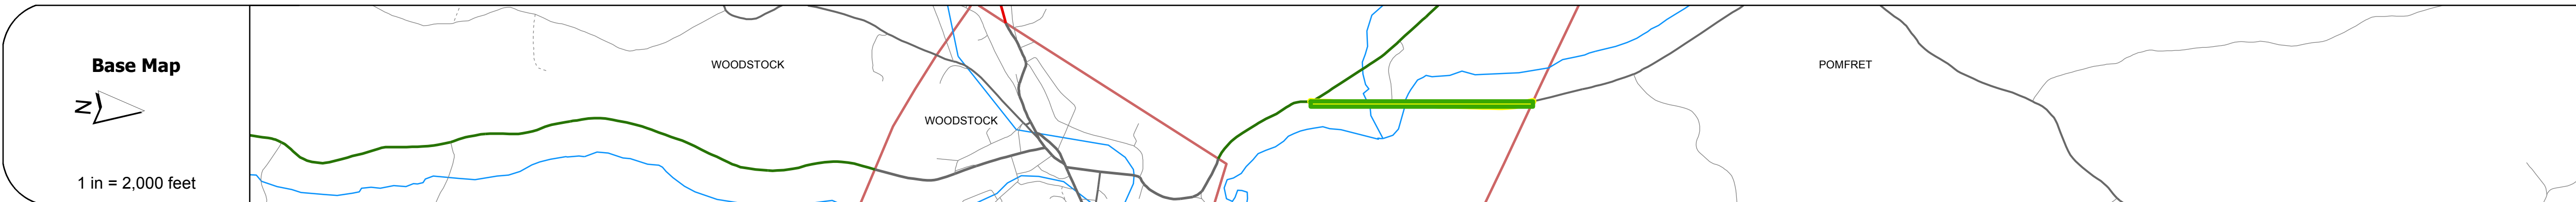 Base Map
N
1 in = 2,000 feet
WOODSTOCK
WOODSTOCK
POMFRET